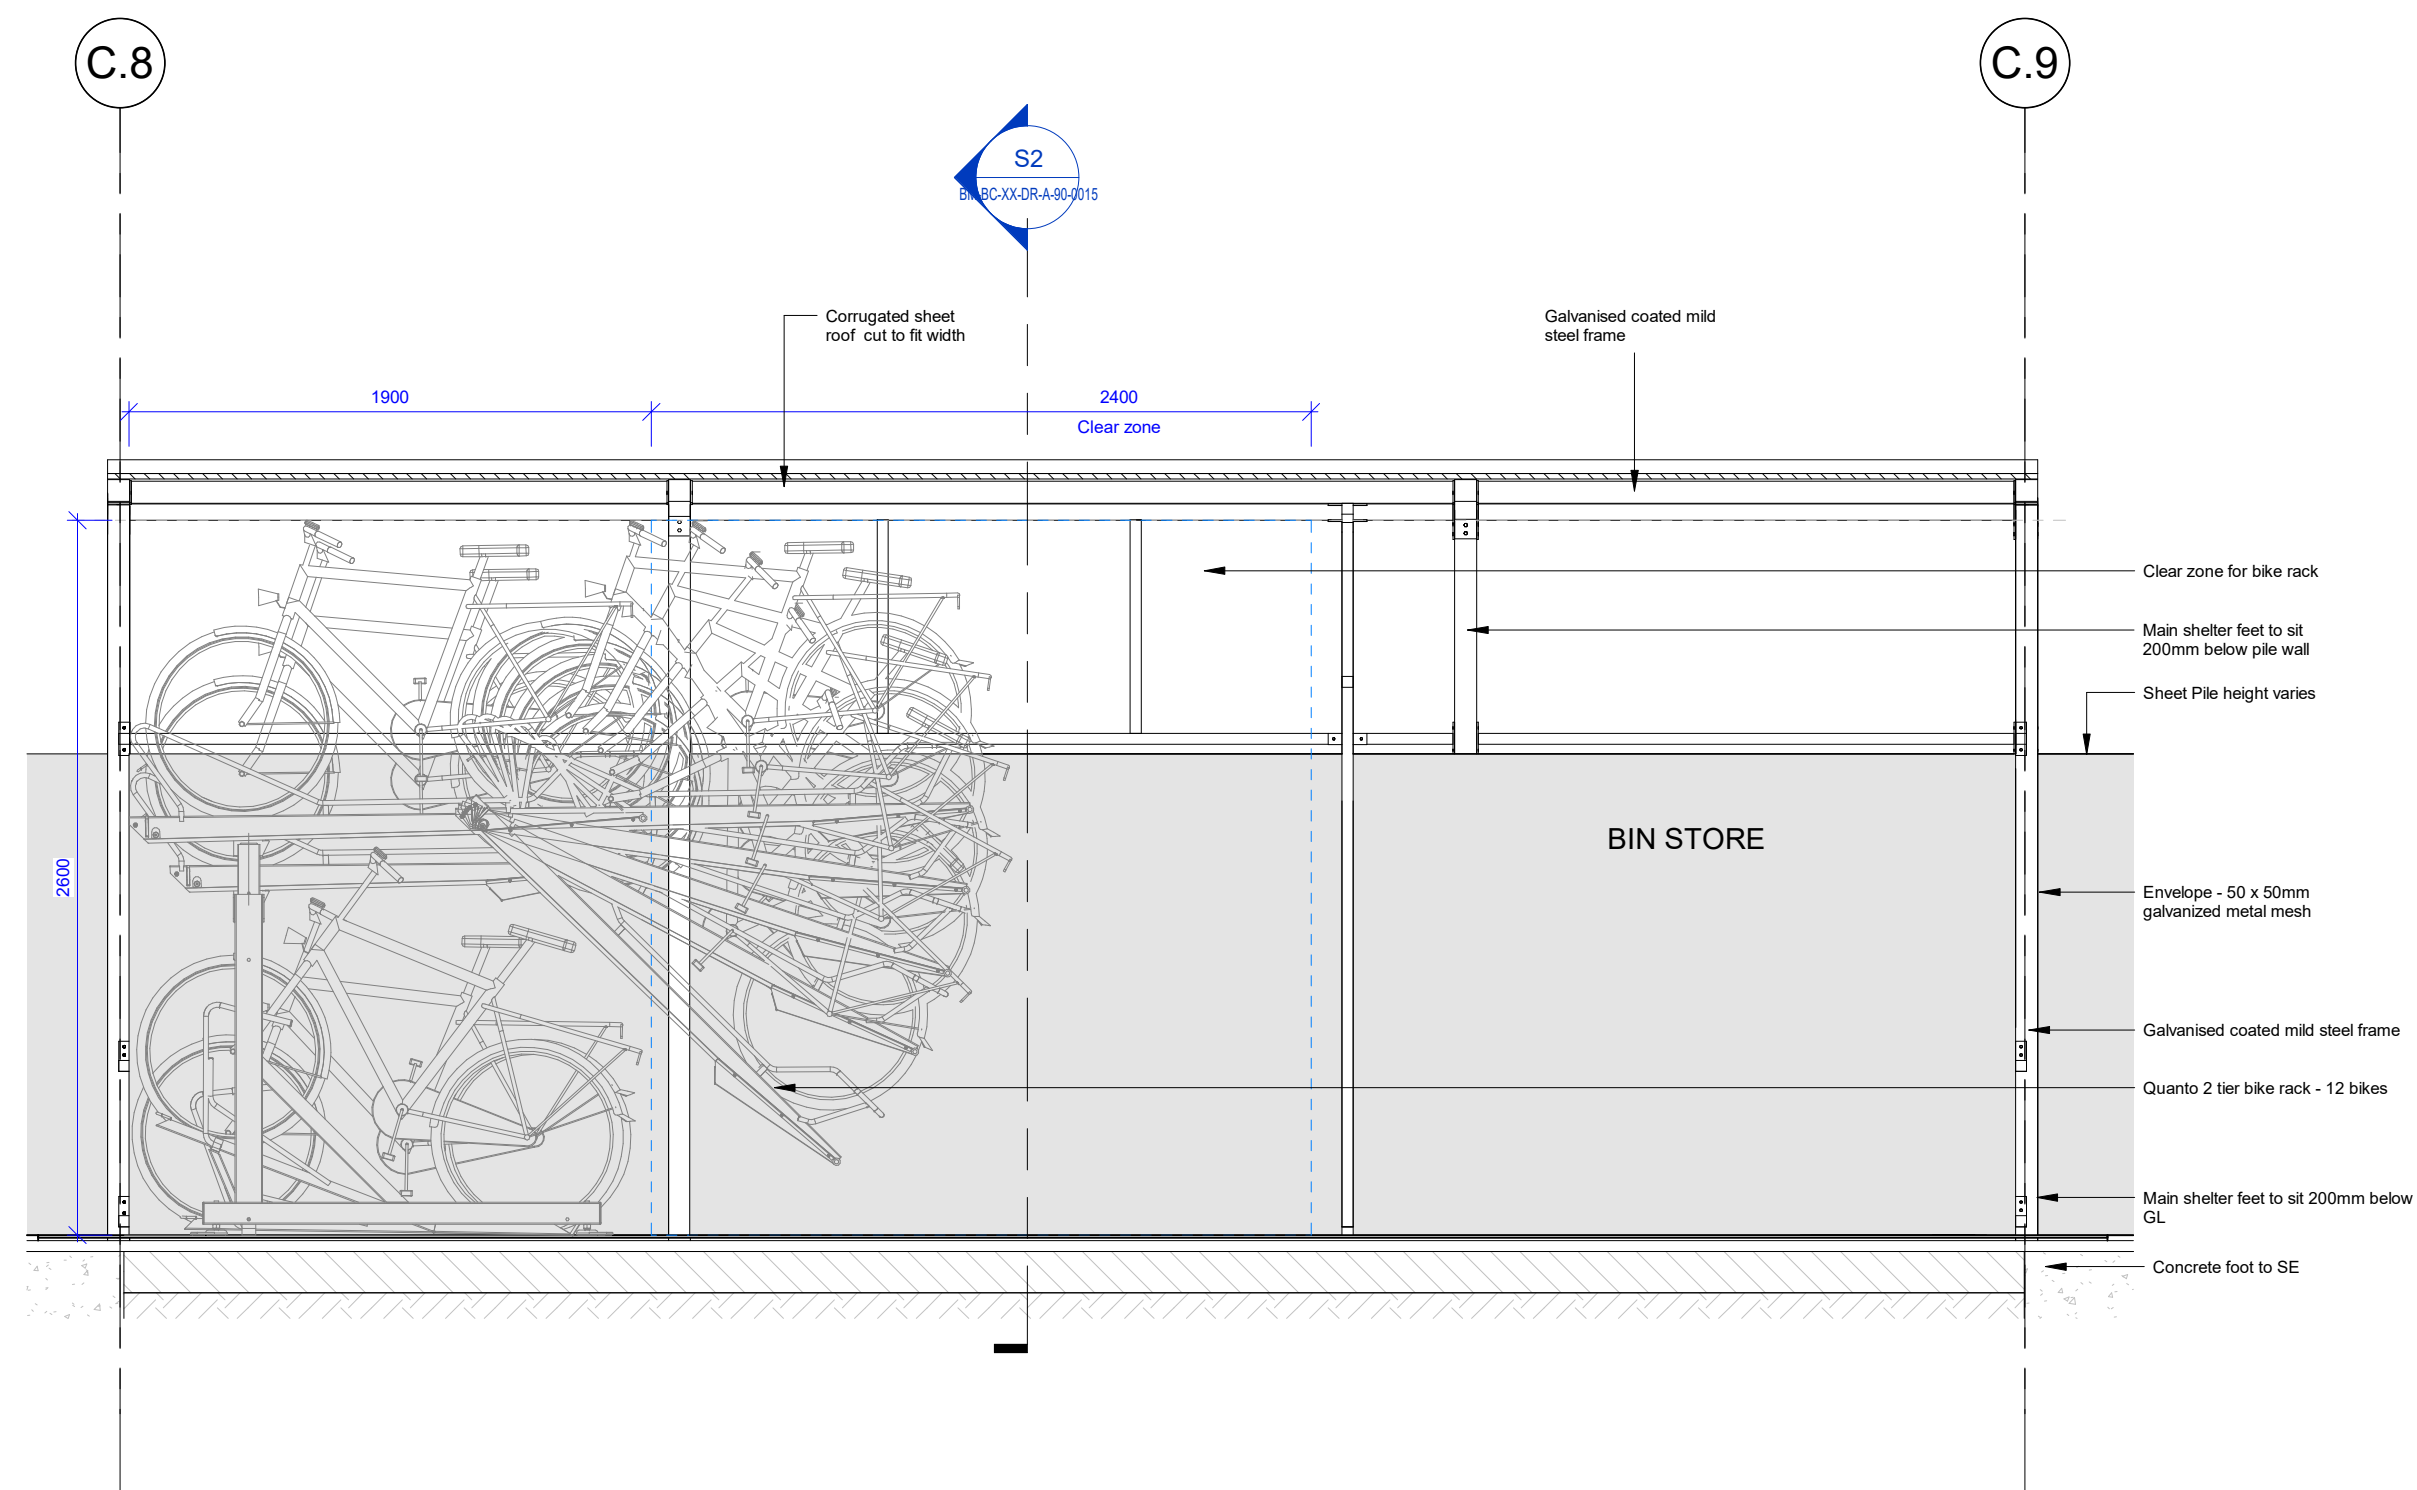 C.8
C.9
S2
BM-BC-XX-DR-A-90-0015
Corrugated sheet
roof cut to fit width
Galvanised coated mild
steel frame
1900
2400
Clear zone
Clear zone for bike rack
Main shelter feet to sit
200mm below pile wall
Sheet Pile height varies
BIN STORE
2600
Envelope - 50 x 50mm
galvanized metal mesh
Galvanised coated mild steel frame
Quanto 2 tier bike rack - 12 bikes
Main shelter feet to sit 200mm below
GL
Concrete foot to SE